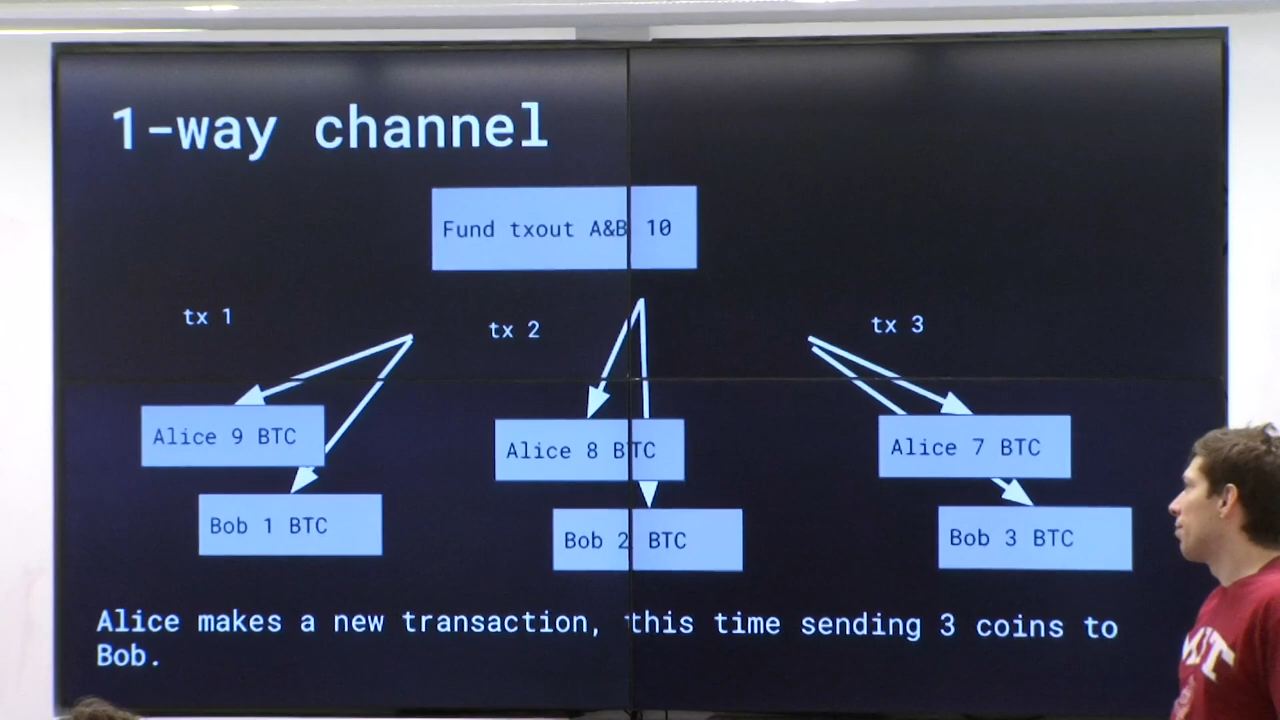 1-way channel
Fund txout A&B 10
tx 1
tx 2
tx 3
Alice 9 BTC
Alice 8 BTC
Alice 7 BTC
Bob 1 BTC
Bob 2 BTC
Bob 3 BTC
Alice makes a new transaction, this time sending 3 coins to
Bob.
MIT